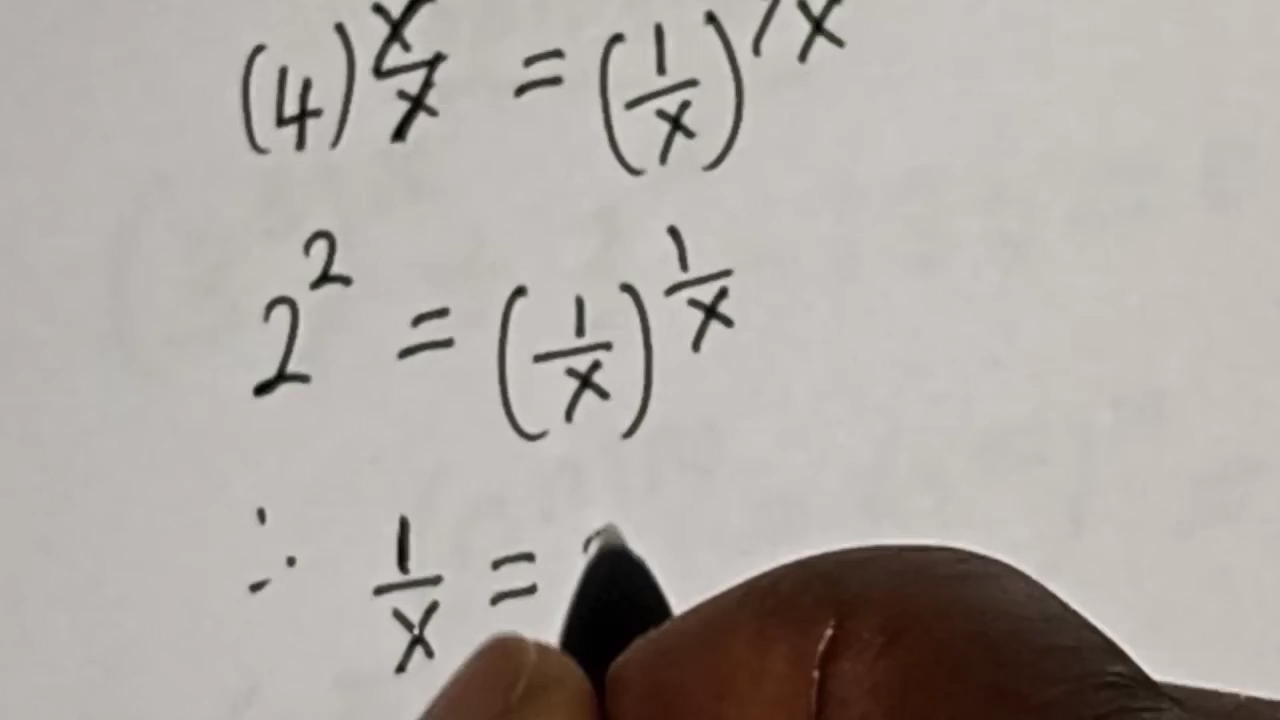 (4)^{x/x} = (1/x)^{1/x}
2^2 = (1/x)^{1/x}
∴ 1/x =